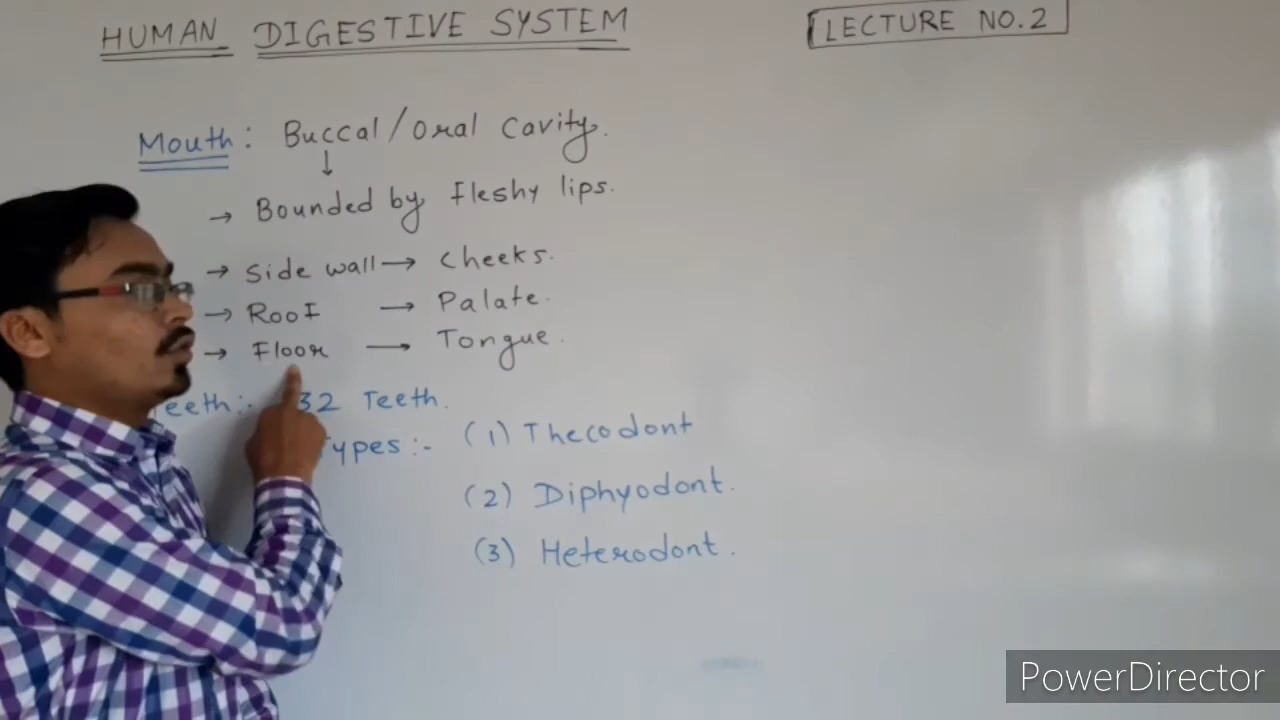 HUMAN DIGESTIVE SYSTEM
LECTURE NO.2
Mouth: Buccal/Oral Cavity.
↓
→ Bounded by Fleshy lips.
→ Side wall → Cheeks.
→ Roof → Palate.
→ Floor → Tongue.
eeth:- 32 Teeth.
Types:- (1) Thecodont
(2) Diphyodont.
(3) Heterodont.
PowerDirector